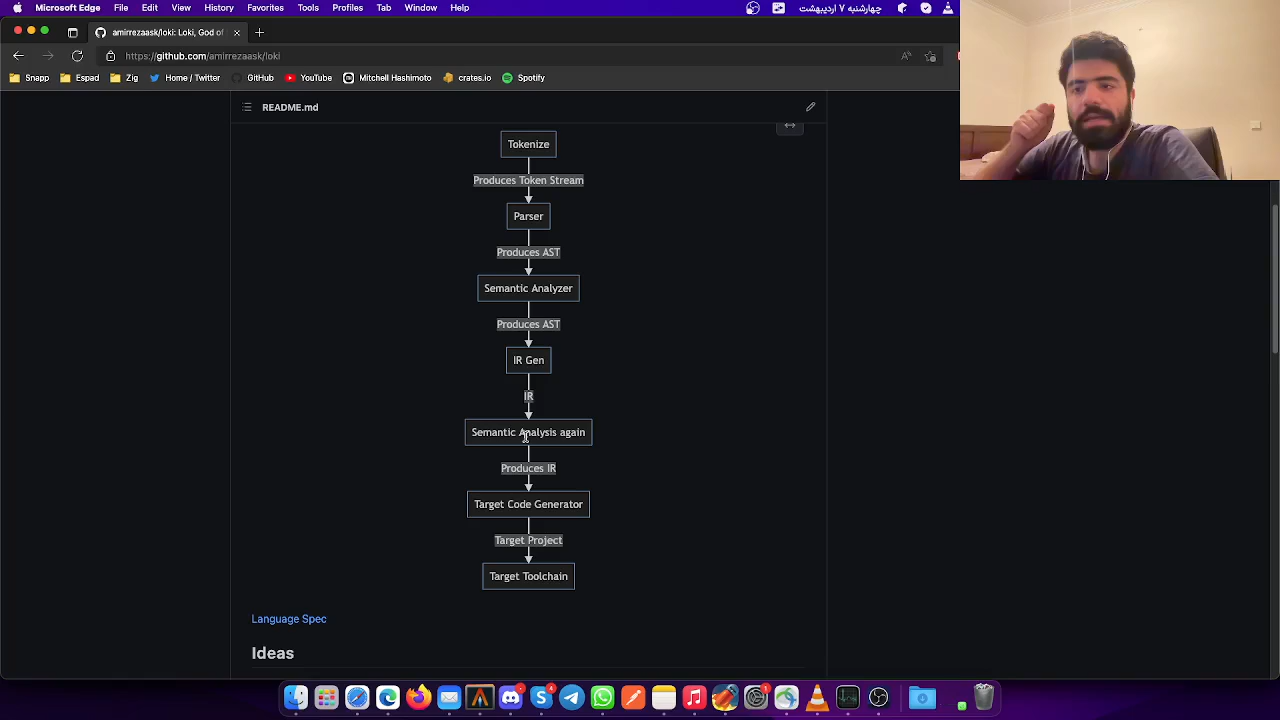 Microsoft Edge File Edit View History Favorites Tools Profiles Tab Window Help چهارشنبه ۷ اردیبهشت
amirrezaask/loki: Loki, God of
https://github.com/amirrezaask/loki
Snapp Espad Zig Home / Twitter GitHub YouTube Mitchell Hashimoto crates.io Spotify
README.md
Tokenize
Produces Token Stream
Parser
Produces AST
Semantic Analyzer
Produces AST
IR Gen
IR
Semantic Analysis again
Produces IR
Target Code Generator
Target Project
Target Toolchain
Language Spec
Ideas